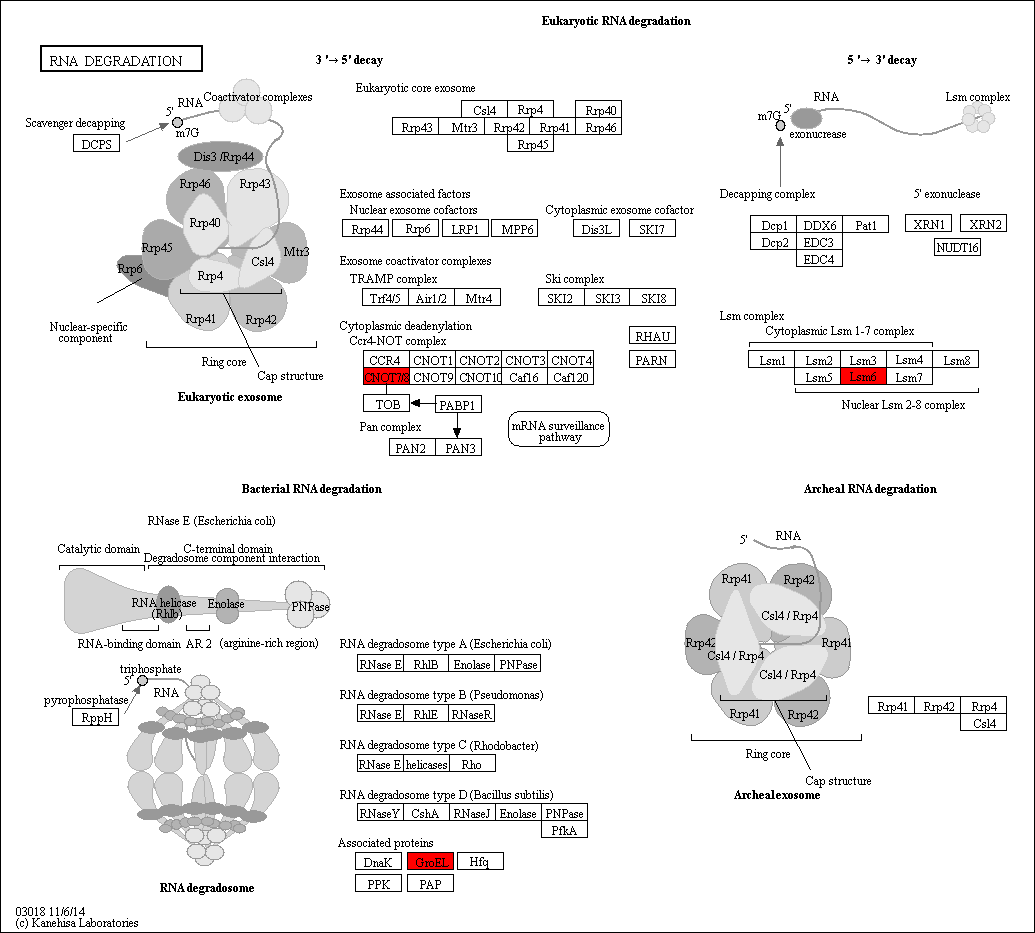 Eukaryotic RNA degradation
RNA DEGRADATION
3 '→ 5' decay
5 '→ 3' decay
RNA
Coactivator complexes
5'
m7G
Scavenger decapping
DCPS
Dis3 /Rrp44
Rrp46
Rrp43
Rrp40
Rrp45
Csl4
Mtr3
Rrp6
Rrp4
Rrp41
Rrp42
Nuclear-specific
component
Ring core
Cap structure
Eukaryotic exosome
Eukaryotic core exosome
Csl4 Rrp4 Rrp40
Rrp43 Mtr3 Rrp42 Rrp41 Rrp46
Rrp45
Exosome associated factors
Nuclear exosome cofactors
Cytoplasmic exosome cofactor
Rrp44 Rrp6 LRP1 MPP6
Dis3L SKI7
Exosome coactivator complexes
TRAMP complex
Ski complex
Trf4/5 Air1/2 Mtr4
SKI2 SKI3 SKI8
Cytoplasmic deadenylation
Ccr4-NOT complex
RHAU
PARN
CCR4 CNOT1 CNOT2 CNOT3 CNOT4
CNOT7/8 CNOT9 CNOT10 Caf16 Caf120
TOB
PABP1
Pan complex
PAN2 PAN3
mRNA surveillance
pathway
RNA
Lsm complex
5'
m7G
exonucrease
Decapping complex
5' exonuclease
Dcp1 DDX6 Pat1
Dcp2 EDC3
EDC4
XRN1 XRN2
NUDT16
Lsm complex
Cytoplasmic Lsm 1-7 complex
Lsm1 Lsm2 Lsm3 Lsm4 Lsm8
Lsm5 Lsm6 Lsm7
Nuclear Lsm 2-8 complex
Bacterial RNA degradation
RNase E (Escherichia coli)
Catalytic domain
C-terminal domain
Degradosome component interaction
RNA helicase
(Rhlb)
Enolase
PNPase
RNA-binding domain
AR 2
(arginine-rich region)
triphosphate
5'
RNA
pyrophosphatase
RppH
RNA degradosome
RNA degradosome type A (Escherichia coli)
RNase E RhlB Enolase PNPase
RNA degradosome type B (Pseudomonas)
RNase E RhlE RNaseR
RNA degradosome type C (Rhodobacter)
RNase E helicases Rho
RNA degradosome type D (Bacillus subtilis)
RNaseY CshA RNaseJ Enolase PNPase
PfkA
Associated proteins
DnaK GroEL Hfq
PPK PAP
Archeal RNA degradation
5'
RNA
Rrp41
Rrp42
Csl4 / Rrp4
Rrp42
Rrp41
Csl4 / Rrp4
Csl4 / Rrp4
Rrp41
Rrp42
Ring core
Cap structure
Archeal exosome
Rrp41 Rrp42 Rrp4
Csl4
03018 11/6/14
(c) Kanehisa Laboratories